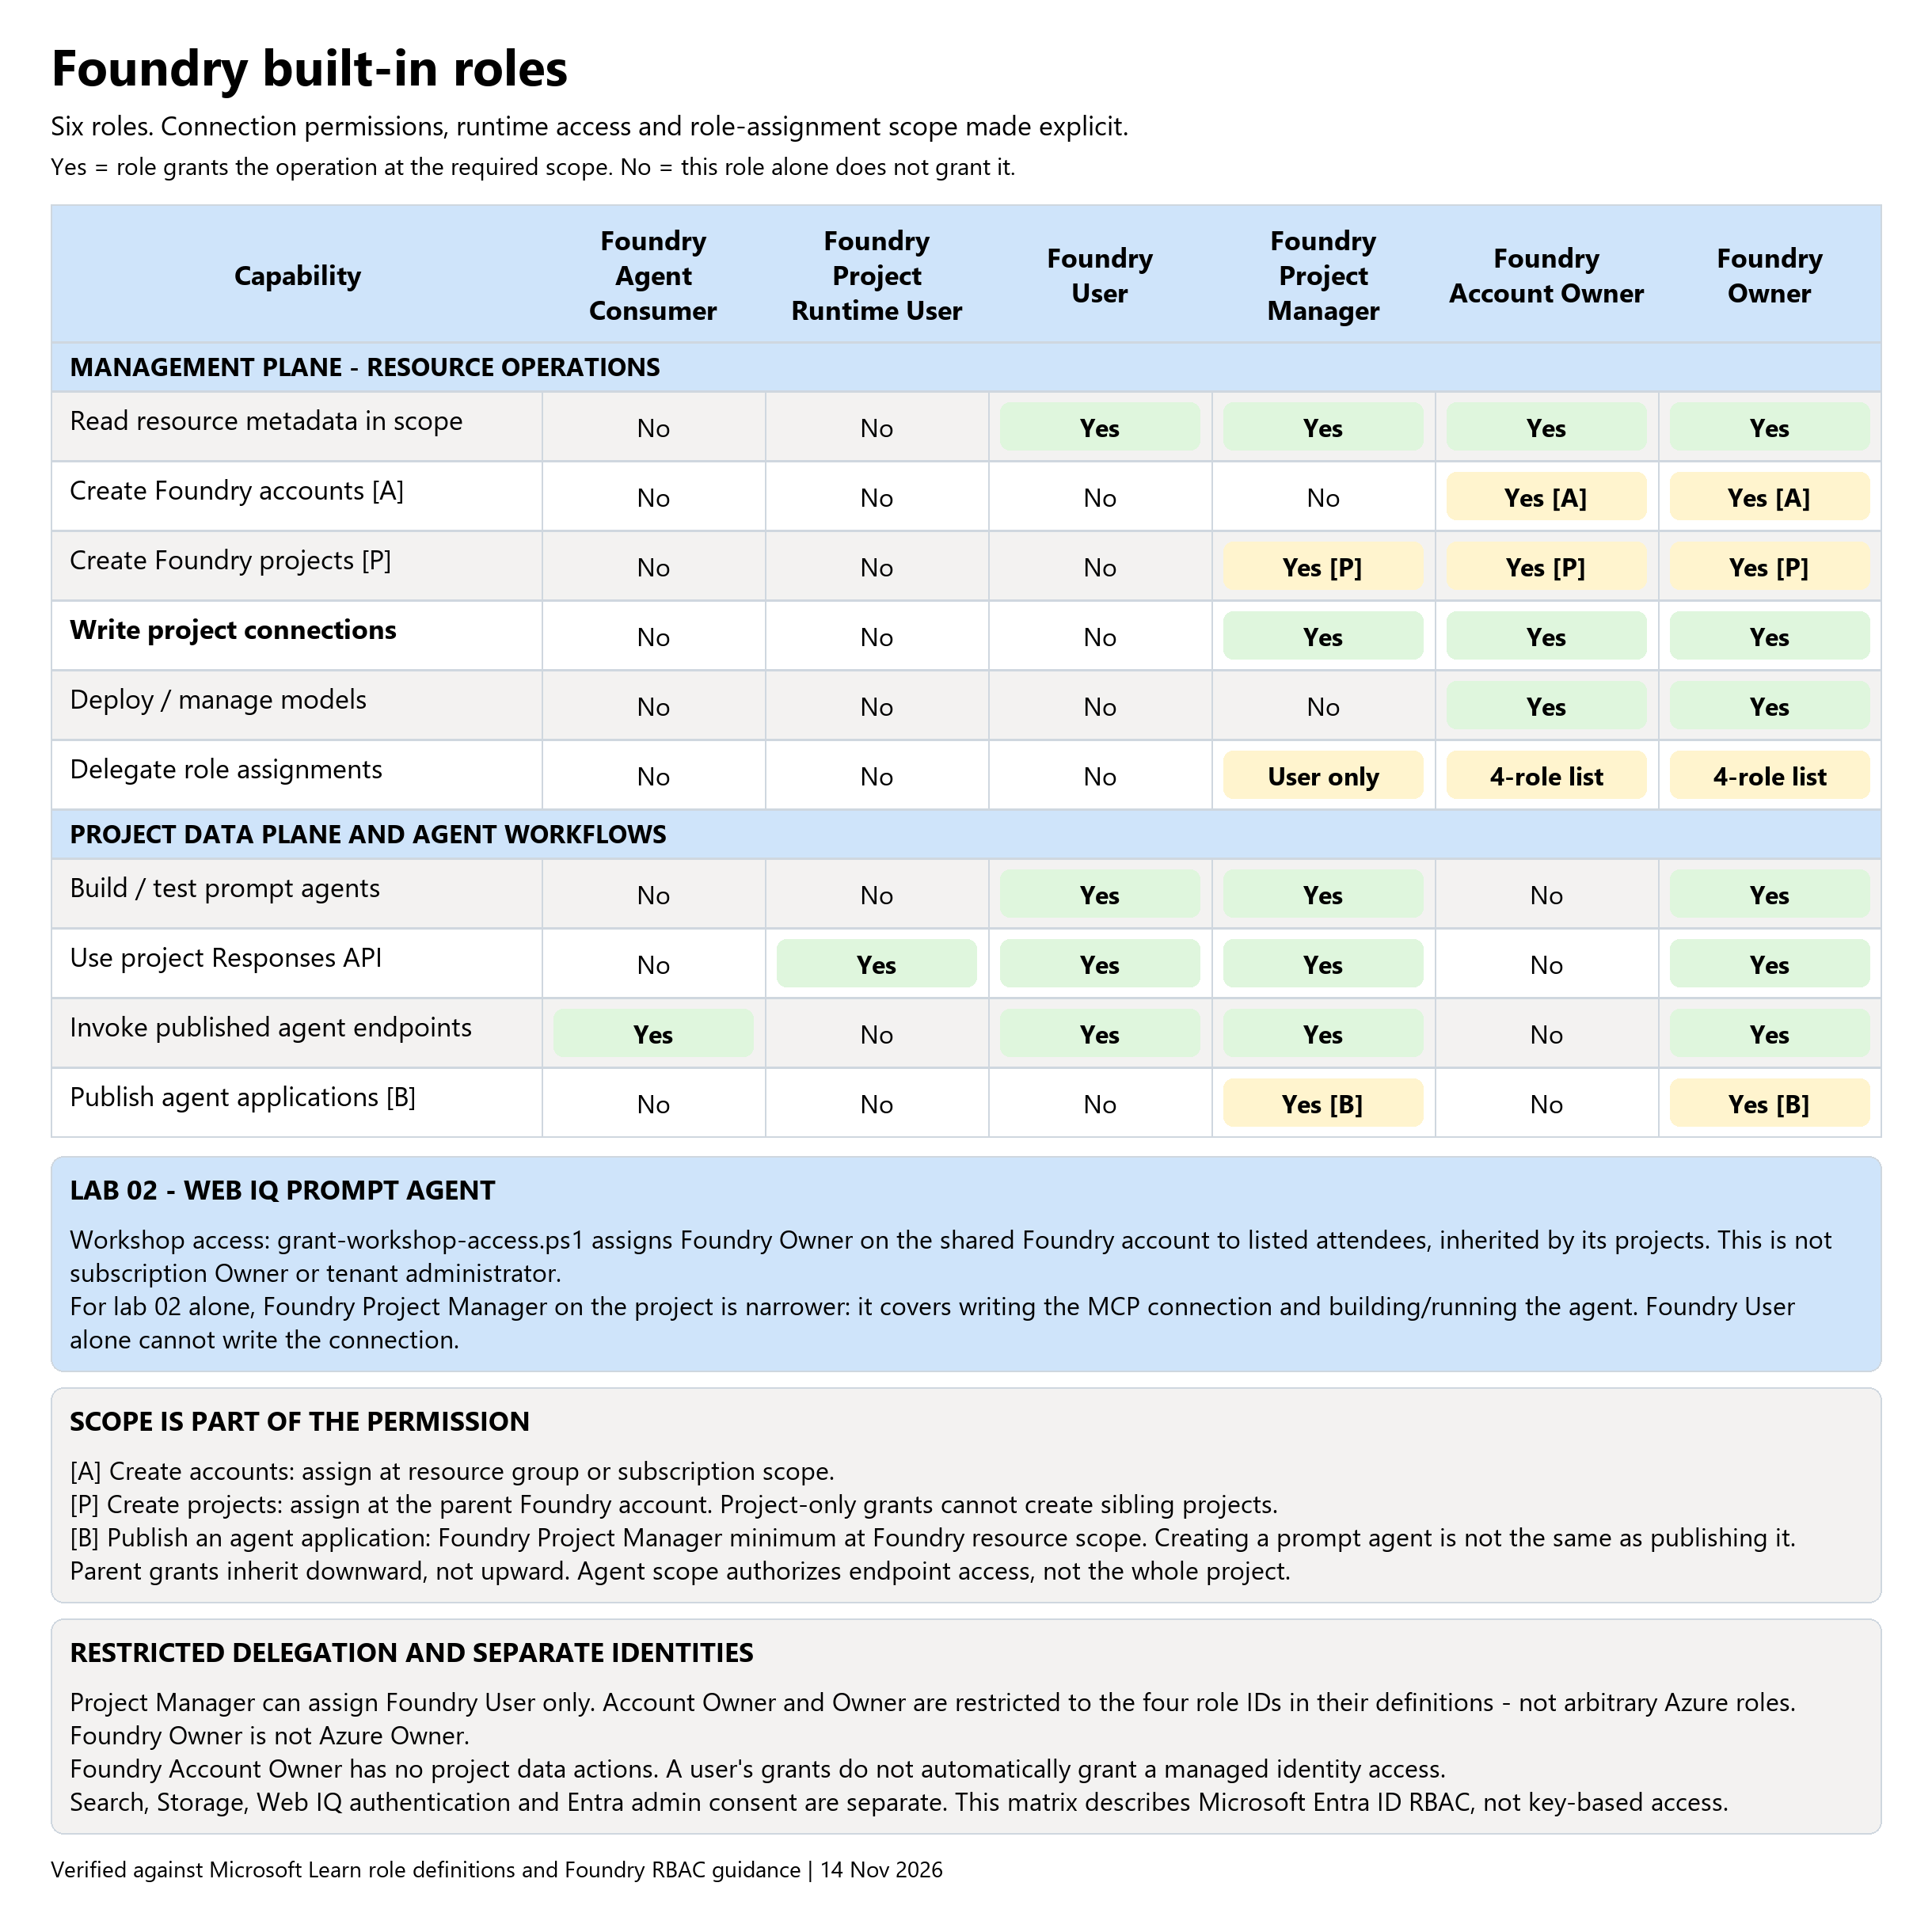 Foundry built-in roles
Six roles. Connection permissions, runtime access and role-assignment scope made explicit.
Yes = role grants the operation at the required scope. No = this role alone does not grant it.
Capability
Foundry
Agent
Consumer
Foundry
Project
Runtime User
Foundry
User
Foundry
Project
Manager
Foundry
Account Owner
Foundry
Owner
MANAGEMENT PLANE - RESOURCE OPERATIONS
Read resource metadata in scope No No Yes Yes Yes Yes
Create Foundry accounts [A] No No No No Yes [A] Yes [A]
Create Foundry projects [P] No No No Yes [P] Yes [P] Yes [P]
Write project connections No No No Yes Yes Yes
Deploy / manage models No No No No Yes Yes
Delegate role assignments No No No User only 4-role list 4-role list
PROJECT DATA PLANE AND AGENT WORKFLOWS
Build / test prompt agents No No Yes Yes No Yes
Use project Responses API No Yes Yes Yes No Yes
Invoke published agent endpoints Yes No Yes Yes No Yes
Publish agent applications [B] No No No Yes [B] No Yes [B]
LAB 02 - WEB IQ PROMPT AGENT
Workshop access: grant-workshop-access.ps1 assigns Foundry Owner on the shared Foundry account to listed attendees, inherited by its projects. This is not
subscription Owner or tenant administrator.
For lab 02 alone, Foundry Project Manager on the project is narrower: it covers writing the MCP connection and building/running the agent. Foundry User
alone cannot write the connection.
SCOPE IS PART OF THE PERMISSION
[A] Create accounts: assign at resource group or subscription scope.
[P] Create projects: assign at the parent Foundry account. Project-only grants cannot create sibling projects.
[B] Publish an agent application: Foundry Project Manager minimum at Foundry resource scope. Creating a prompt agent is not the same as publishing it.
Parent grants inherit downward, not upward. Agent scope authorizes endpoint access, not the whole project.
RESTRICTED DELEGATION AND SEPARATE IDENTITIES
Project Manager can assign Foundry User only. Account Owner and Owner are restricted to the four role IDs in their definitions - not arbitrary Azure roles.
Foundry Owner is not Azure Owner.
Foundry Account Owner has no project data actions. A user's grants do not automatically grant a managed identity access.
Search, Storage, Web IQ authentication and Entra admin consent are separate. This matrix describes Microsoft Entra ID RBAC, not key-based access.
Verified against Microsoft Learn role definitions and Foundry RBAC guidance | 14 Nov 2026